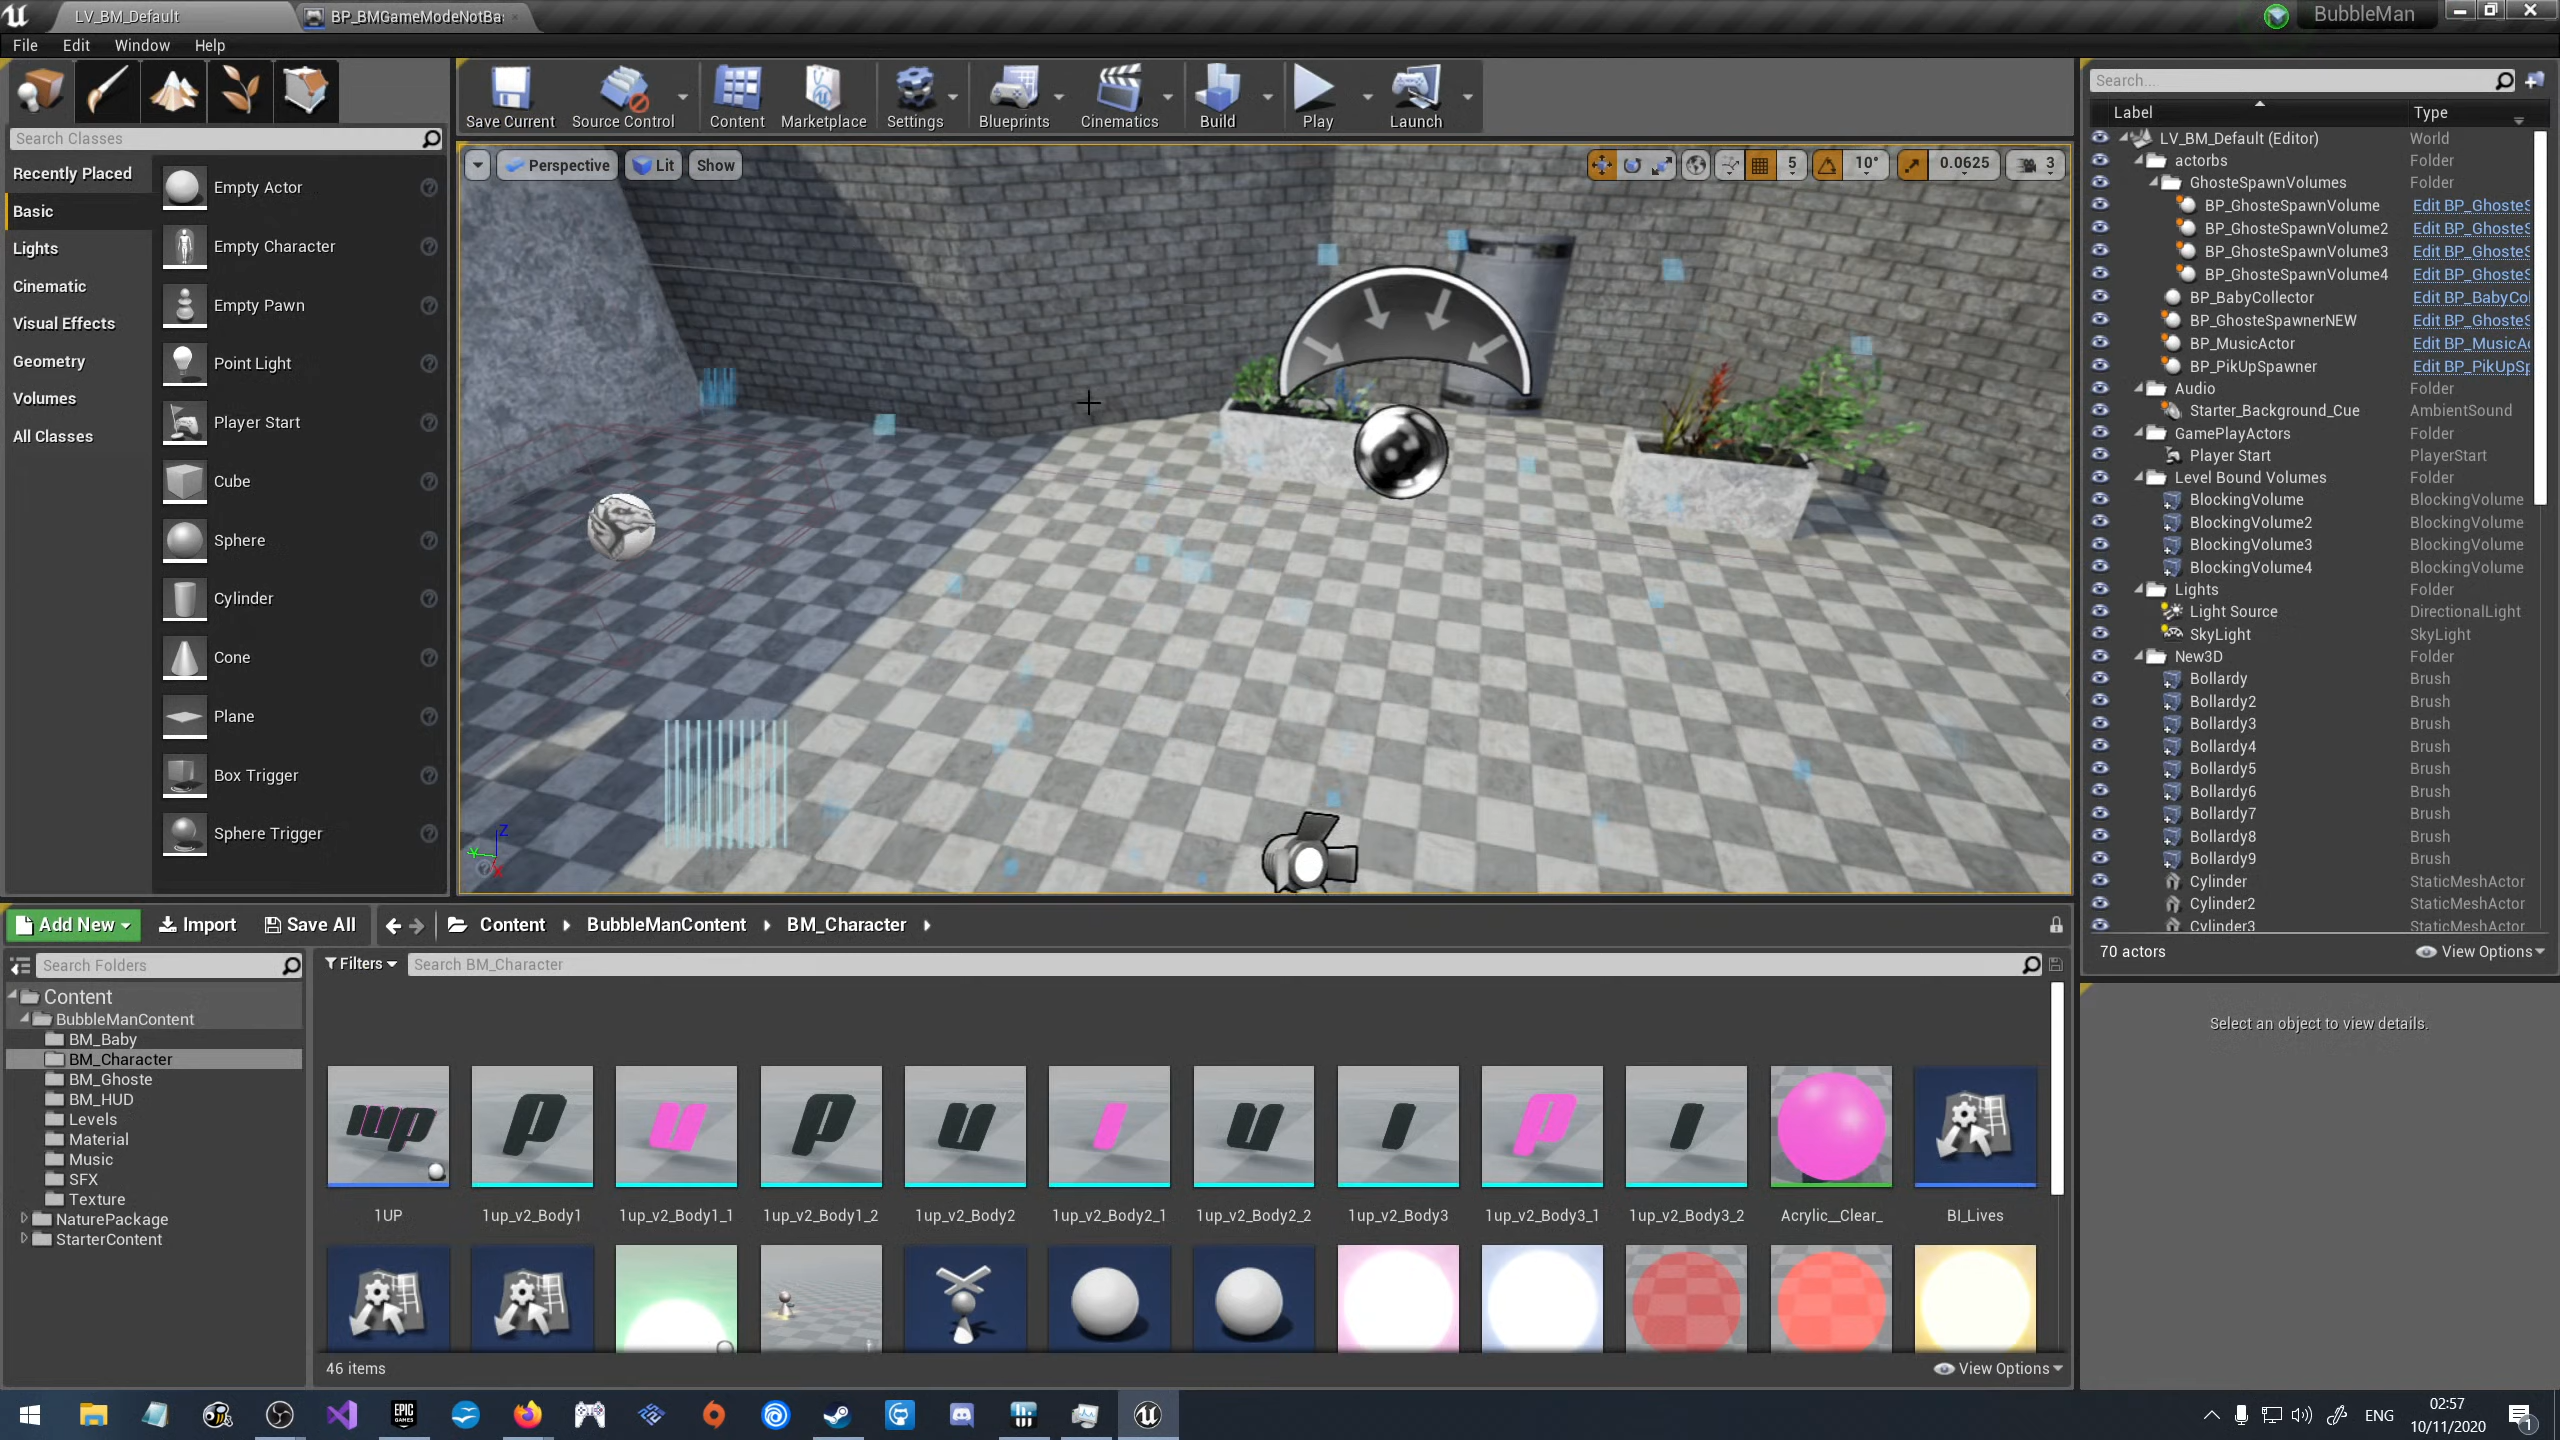 LV_BM_Default
BP_BMGameModeNotBa
BubbleMan
File Edit Window Help
Search Classes
Recently Placed
Basic
Lights
Cinematic
Visual Effects
Geometry
Volumes
All Classes
Empty Actor
Empty Character
Empty Pawn
Point Light
Player Start
Cube
Sphere
Cylinder
Cone
Plane
Box Trigger
Sphere Trigger
Save Current Source Control Content Marketplace Settings Blueprints Cinematics Build Play Launch
Perspective Lit Show
5 10° 0.0625 3
Z
Search...
Label Type
LV_BM_Default (Editor) World
actorbs Folder
GhosteSpawnVolumes Folder
BP_GhosteSpawnVolume Edit BP_GhosteS
BP_GhosteSpawnVolume2 Edit BP_GhosteS
BP_GhosteSpawnVolume3 Edit BP_GhosteS
BP_GhosteSpawnVolume4 Edit BP_GhosteS
BP_BabyCollector Edit BP_BabyCol
BP_GhosteSpawnerNEW Edit BP_GhosteS
BP_MusicActor Edit BP_MusicAc
BP_PikUpSpawner Edit BP_PikUpSp
Audio Folder
Starter_Background_Cue AmbientSound
GamePlayActors Folder
Player Start PlayerStart
Level Bound Volumes Folder
BlockingVolume BlockingVolume
BlockingVolume2 BlockingVolume
BlockingVolume3 BlockingVolume
BlockingVolume4 BlockingVolume
Lights Folder
Light Source DirectionalLight
SkyLight SkyLight
New3D Folder
Bollardy Brush
Bollardy2 Brush
Bollardy3 Brush
Bollardy4 Brush
Bollardy5 Brush
Bollardy6 Brush
Bollardy7 Brush
Bollardy8 Brush
Bollardy9 Brush
Cylinder StaticMeshActor
Cylinder2 StaticMeshActor
Cylinder3 StaticMeshActor
70 actors View Options
Select an object to view details.
Add New Import Save All Content BubbleManContent BM_Character
Search Folders
Content
BubbleManContent
BM_Baby
BM_Character
BM_Ghoste
BM_HUD
Levels
Material
Music
SFX
Texture
NaturePackage
StarterContent
Filters Search BM_Character
1UP 1up_v2_Body1 1up_v2_Body1_1 1up_v2_Body1_2 1up_v2_Body2 1up_v2_Body2_1 1up_v2_Body2_2 1up_v2_Body3 1up_v2_Body3_1 1up_v2_Body3_2 Acrylic__Clear_ BI_Lives
46 items View Options
EPIC GAMES
ENG
02:57
10/11/2020
1